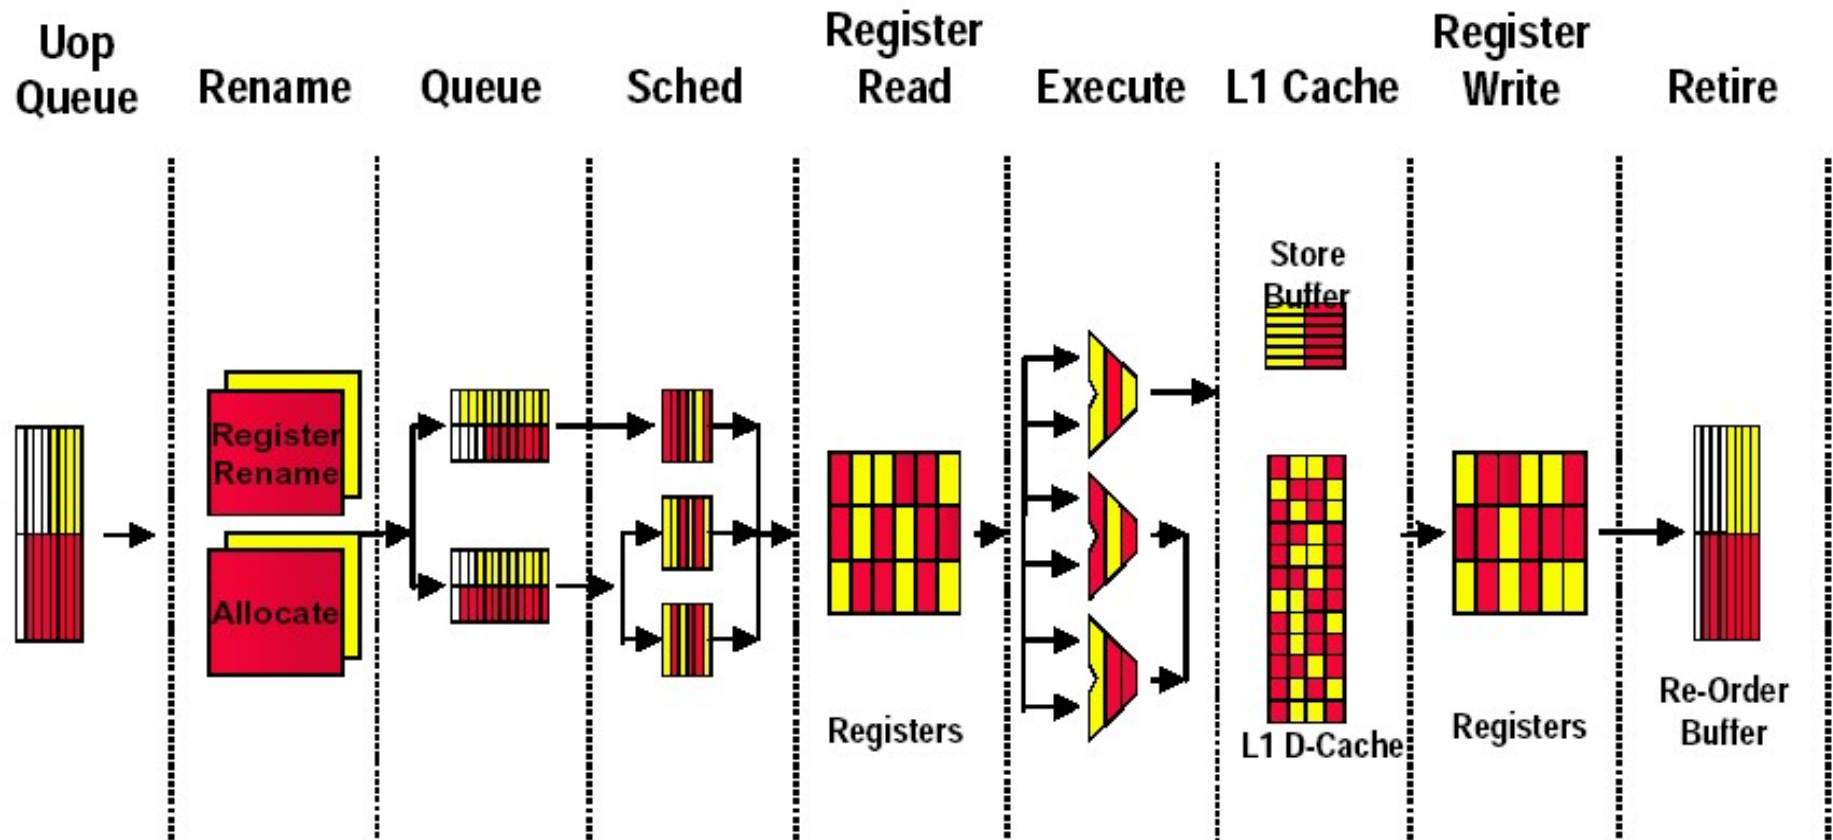 Uop
Queue
Rename
Queue
Sched
Register
Read
Execute
L1 Cache
Register
Write
Retire
Register
Rename
Allocate
Registers
Store
Buffer
L1 D-Cache
Registers
Re-Order
Buffer